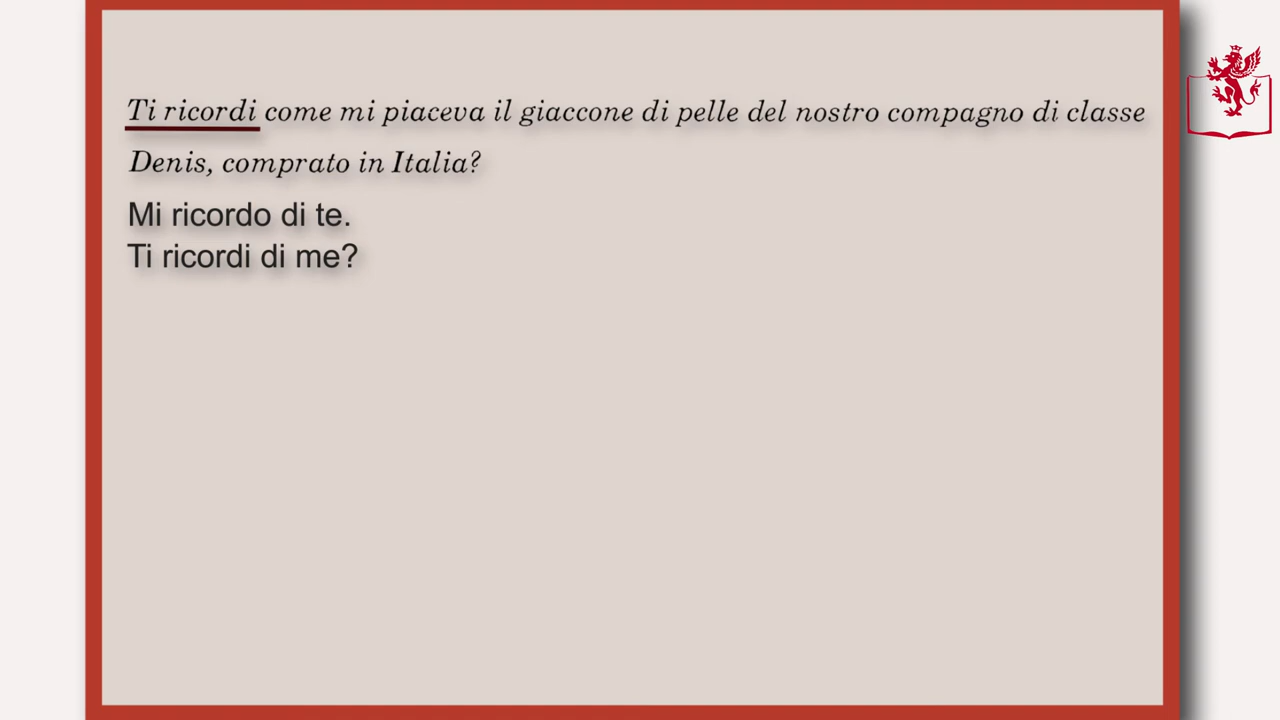 Ti ricordi come mi piaceva il giaccone di pelle del nostro compagno di classe
Denis, comprato in Italia?
Mi ricordo di te.
Ti ricordi di me?